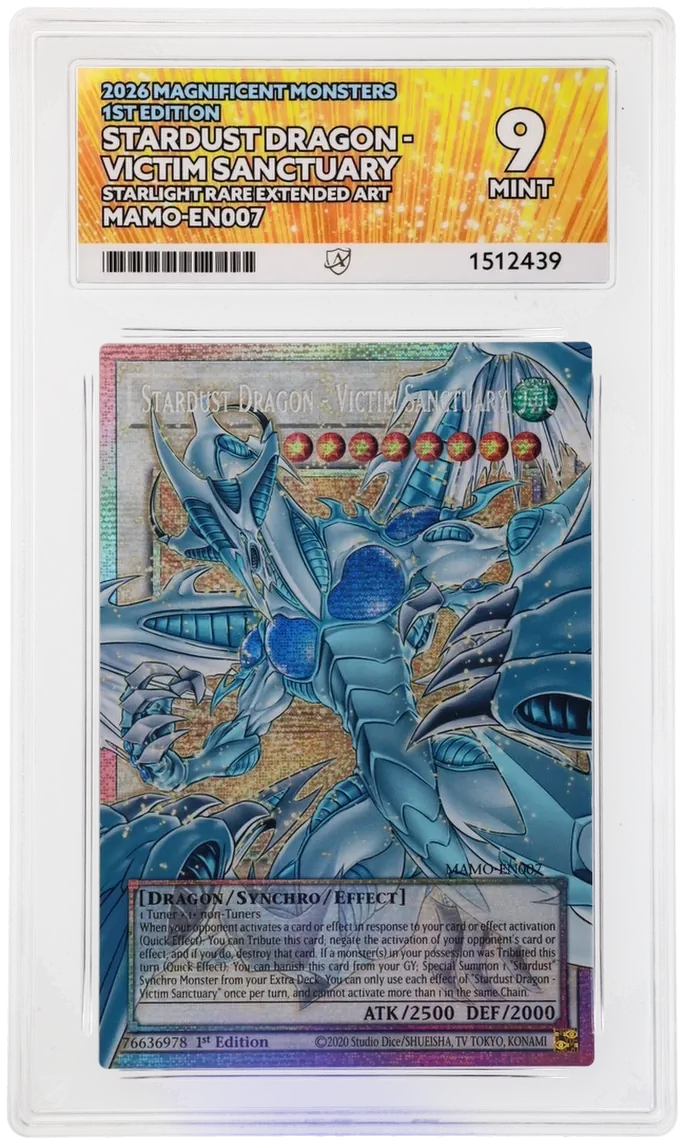 2026 MAGNIFICENT MONSTERS
1ST EDITION
STARDUST DRAGON -
VICTIM SANCTUARY
STARLIGHT RARE EXTENDED ART
MAMO-EN007
9
MINT
1512439
STARDUST DRAGON - VICTIM SANCTUARY
MAMO-EN007
[DRAGON/SYNCHRO/EFFECT]
1 Tuner + 1+ non-Tuners
When your opponent activates a card or effect in response to your card or effect activation
(Quick Effect): You can Tribute this card; negate the activation of your opponent's card or
effect, and if you do, destroy that card. If a monster(s) in your possession was Tributed this
turn (Quick Effect): You can banish this card from your GY; Special Summon 1 "Stardust"
Synchro Monster from your Extra Deck. You can only use each effect of "Stardust Dragon -
Victim Sanctuary" once per turn, and cannot activate more than 1 in the same Chain.
ATK/2500 DEF/2000
76636978 1st Edition
©2020 Studio Dice/SHUEISHA, TV TOKYO, KONAMI